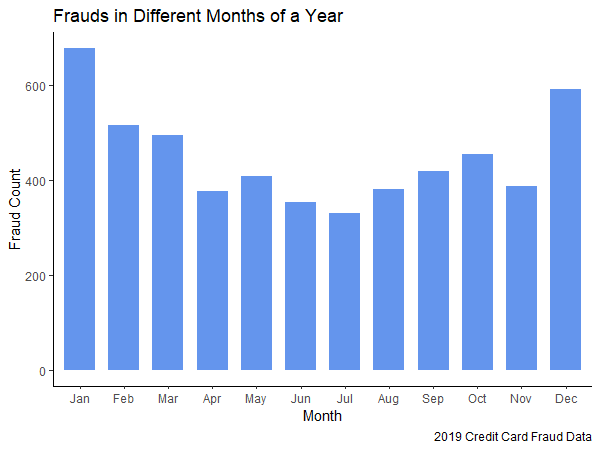 Frauds in Different Months of a Year
Fraud Count
600
400
200
0
Jan Feb Mar Apr May Jun Jul Aug Sep Oct Nov Dec
Month
2019 Credit Card Fraud Data